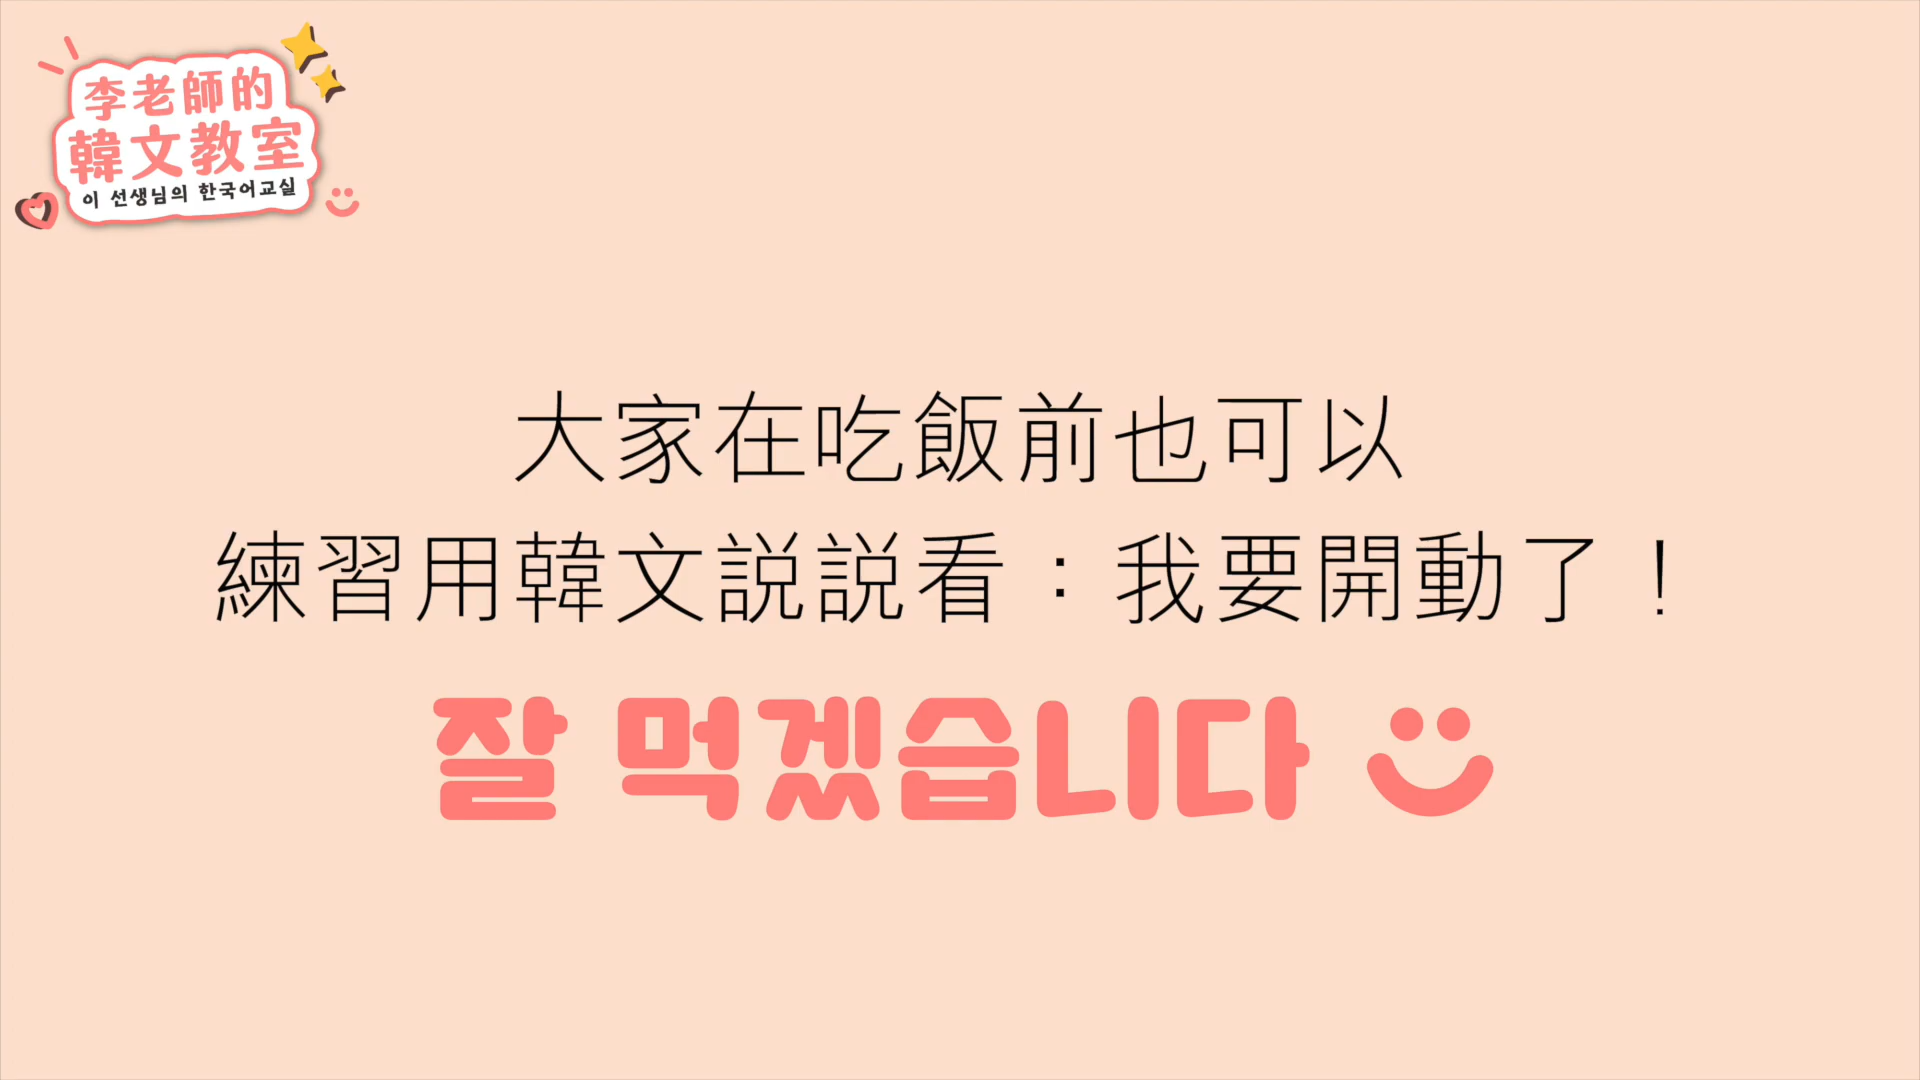 李老師的
韓文教室
이 선생님의 한국어교실
大家在吃飯前也可以
練習用韓文説説看：我要開動了！
잘 먹겠습니다